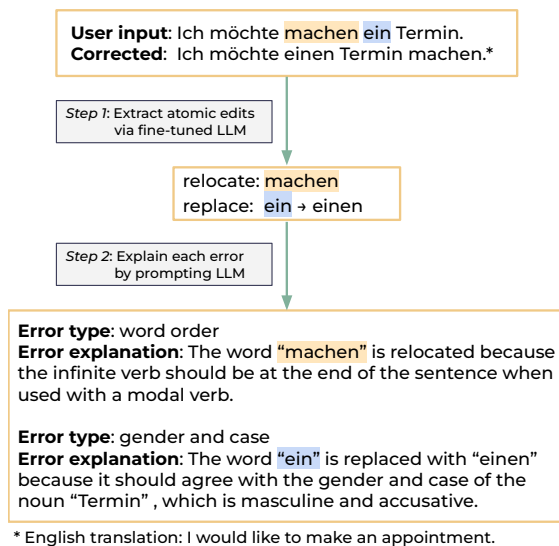 User input: Ich möchte machen ein Termin.
Corrected: Ich möchte einen Termin machen.*
Step 1: Extract atomic edits
via fine-tuned LLM
relocate: machen
replace: ein → einen
Step 2: Explain each error
by prompting LLM
Error type: word order
Error explanation: The word “machen” is relocated because
the infinite verb should be at the end of the sentence when
used with a modal verb.
Error type: gender and case
Error explanation: The word “ein” is replaced with “einen”
because it should agree with the gender and case of the
noun “Termin” , which is masculine and accusative.
* English translation: I would like to make an appointment.